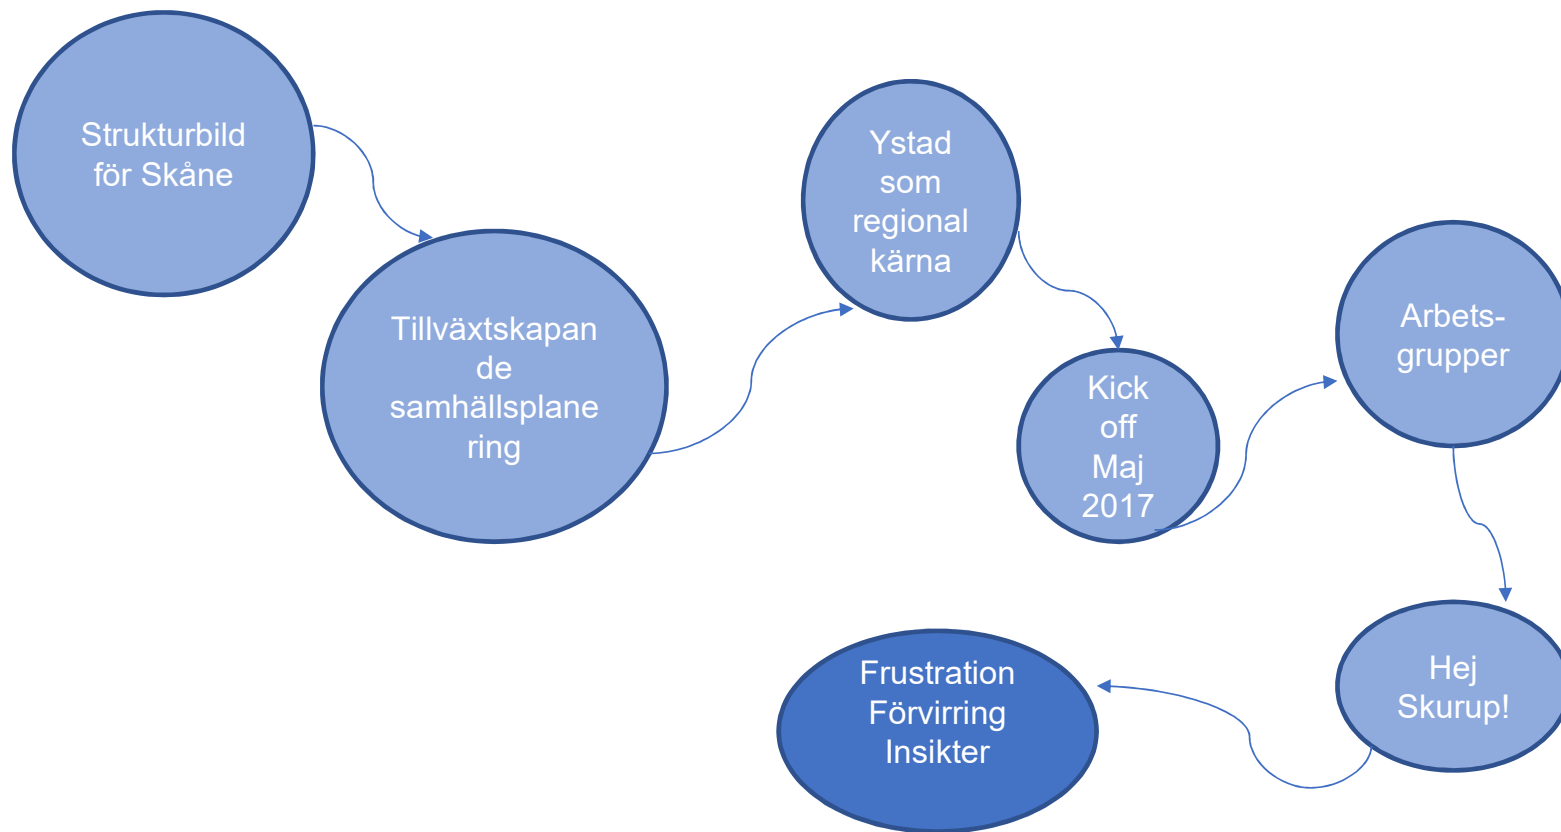 Strukturbild
för Skåne
Tillväxtskapan
de
samhällsplane
ring
Ystad
som
regional
kärna
Kick
off
Maj
2017
Arbets-
grupper
Hej
Skurup!
Frustration
Förvirring
Insikter